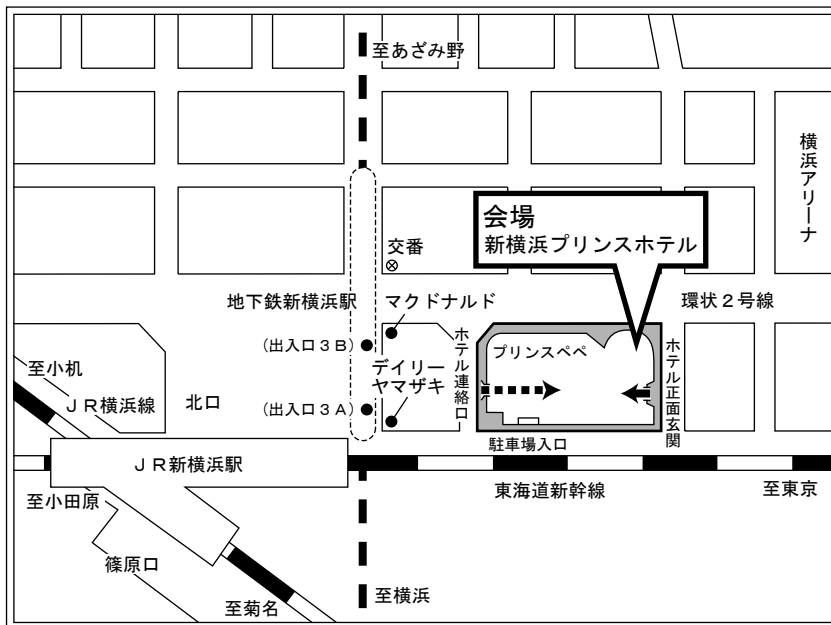 至あざみ野
横浜アリーナ
会場
新横浜プリンスホテル
交番
地下鉄新横浜駅
マクドナルド
環状２号線
（出入口３Ｂ）
プリンスペペ
ホテル連絡口
ホテル正面玄関
デイリー
ヤマザキ
至小机
ＪＲ横浜線
北口
（出入口３Ａ）
駐車場入口
ＪＲ新横浜駅
東海道新幹線
至東京
至小田原
篠原口
至菊名
至横浜